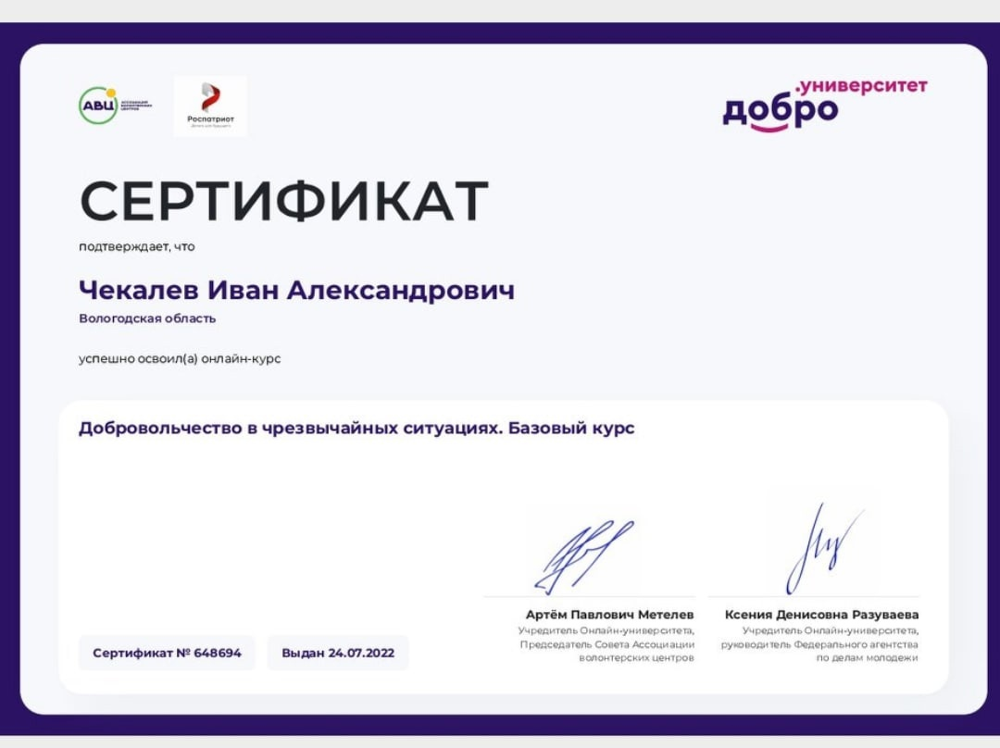 АВЦ АССОЦИАЦИЯ
ВОЛОНТЕРСКИХ
ЦЕНТРОВ
Роспатриот
.университет
добро
СЕРТИФИКАТ
подтверждает, что
Чекалев Иван Александрович
Вологодская область
успешно освоил(а) онлайн-курс
Добровольчество в чрезвычайных ситуациях. Базовый курс
Артём Павлович Метелев
Учредитель Онлайн-университета,
Председатель Совета Ассоциации
волонтерских центров
Ксения Денисовна Разуваева
Учредитель Онлайн-университета,
руководитель Федерального агентства
по делам молодежи
Сертификат № 648694
Выдан 24.07.2022